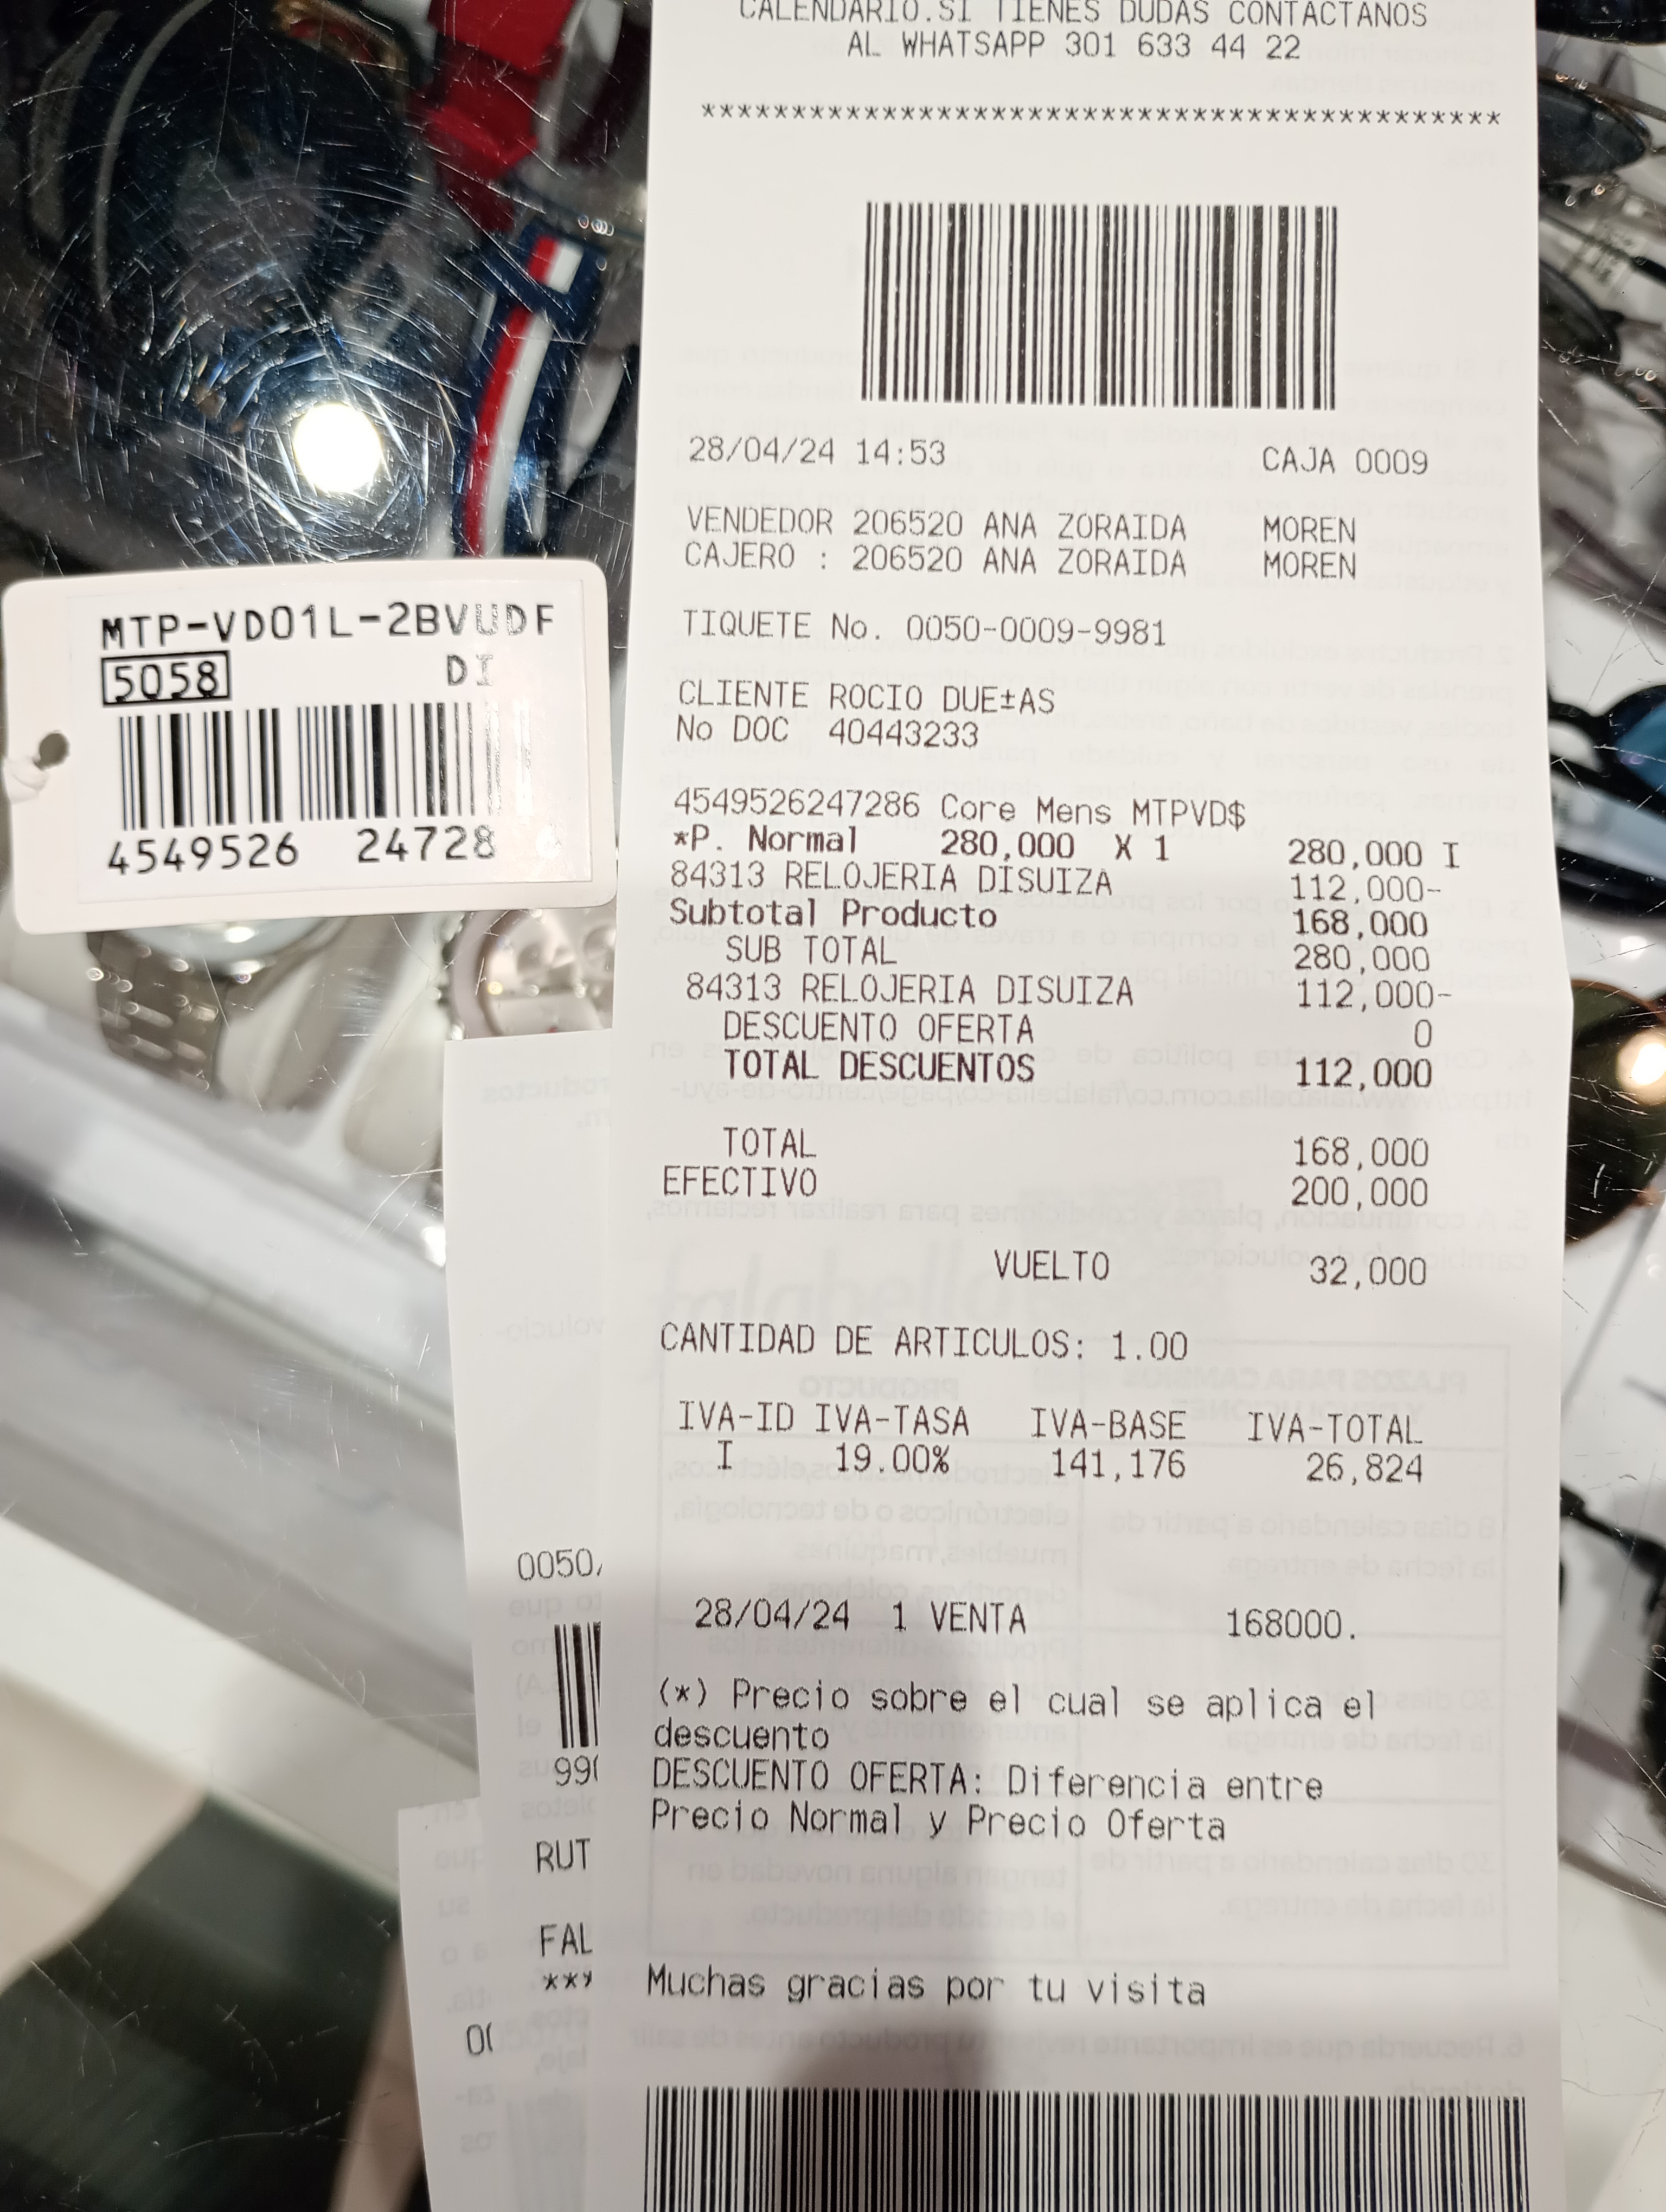 CALENDARIO.SI TIENES DUDAS CONTACTANOS
AL WHATSAPP 301 633 44 22
********************************************
28/04/24 14:53 CAJA 0009
VENDEDOR 206520 ANA ZORAIDA MOREN
CAJERO : 206520 ANA ZORAIDA MOREN
TIQUETE No. 0050-0009-9981
CLIENTE ROCIO DUE±AS
No DOC 40443233
4549526247286 Core Mens MTPVD$
*P. Normal 280,000 X 1 280,000 I
84313 RELOJERIA DISUIZA 112,000-
Subtotal Producto 168,000
SUB TOTAL 280,000
84313 RELOJERIA DISUIZA 112,000-
DESCUENTO OFERTA 0
TOTAL DESCUENTOS 112,000
TOTAL 168,000
EFECTIVO 200,000
VUELTO 32,000
CANTIDAD DE ARTICULOS: 1.00
IVA-ID IVA-TASA IVA-BASE IVA-TOTAL
I 19.00% 141,176 26,824
28/04/24 1 VENTA 168000.
(*) Precio sobre el cual se aplica el
descuento
DESCUENTO OFERTA: Diferencia entre
Precio Normal y Precio Oferta
Muchas gracias por tu visita
MTP-VD01L-2BVUDF
5058 DI
4549526 24728
0050
99
RUT
FAL
**